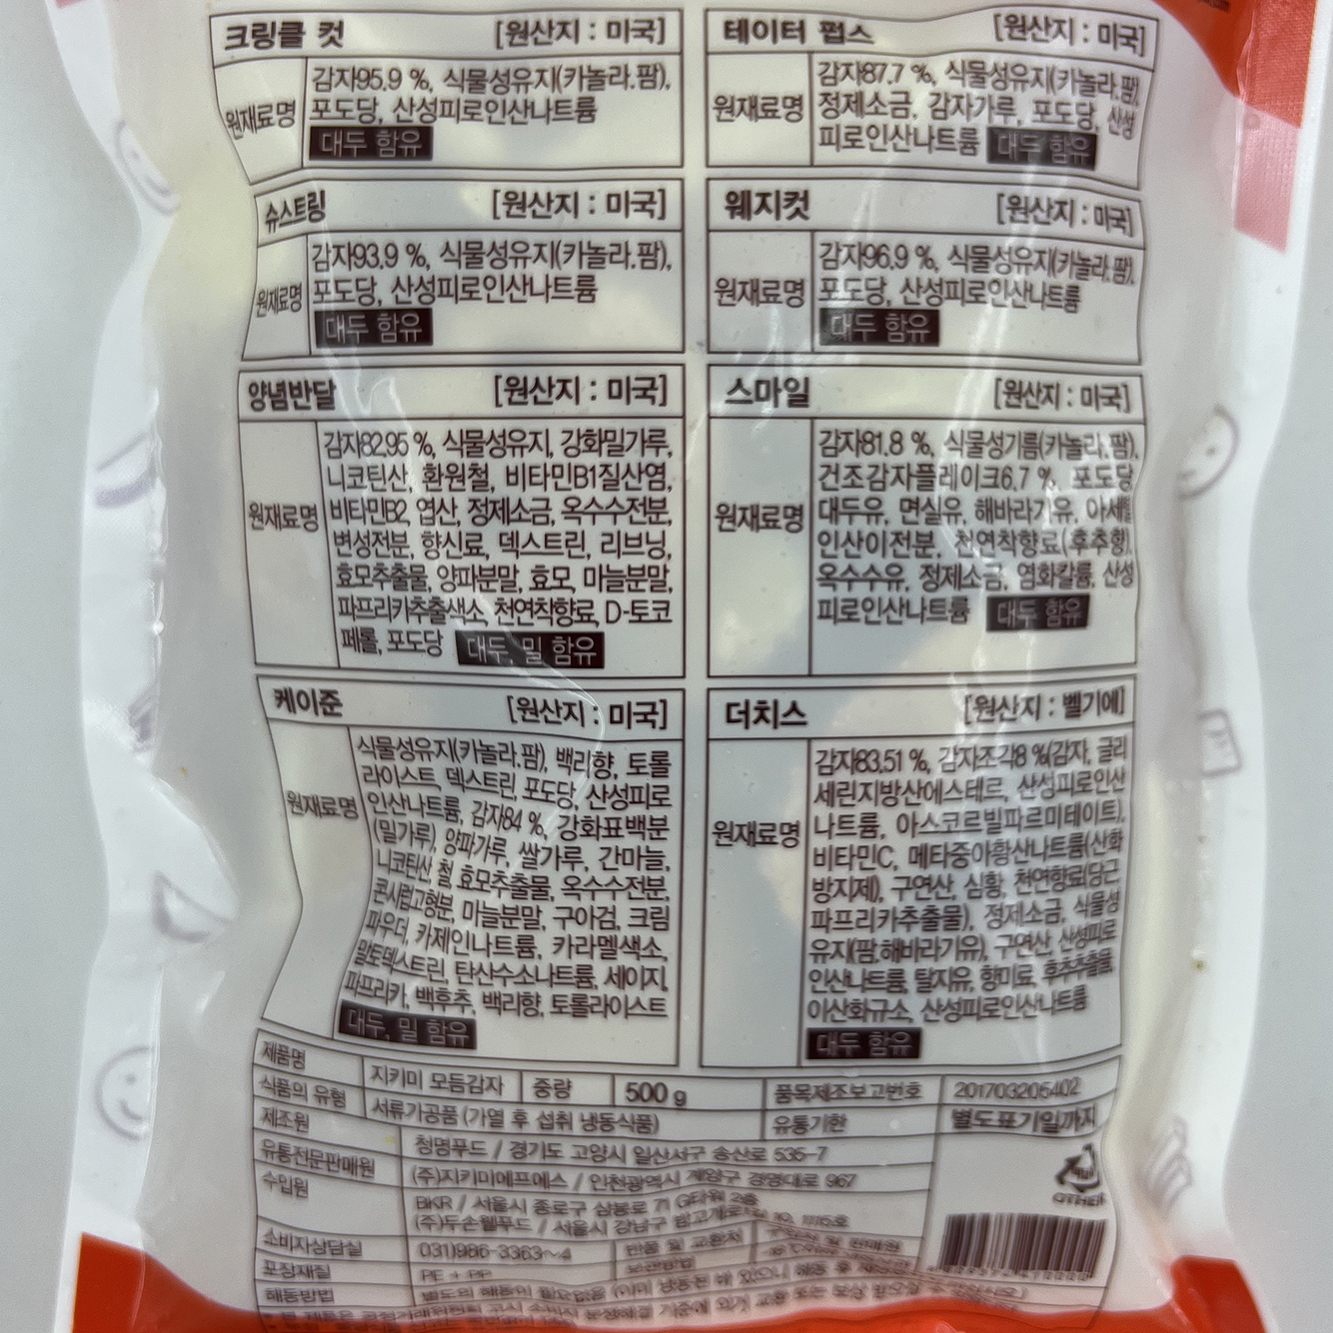 크링클 컷 [원산지 : 미국]
원재료명
감자95.9 %, 식물성유지(카놀라.팜),
포도당, 산성피로인산나트륨
대두 함유
테이터 펍스 [원산지 : 미국]
원재료명
감자87.7 %, 식물성유지(카놀라.팜),
정제소금, 감자가루, 포도당, 산성
피로인산나트륨 대두 함유
슈스트링 [원산지 : 미국]
원재료명
감자93.9 %, 식물성유지(카놀라.팜),
포도당, 산성피로인산나트륨
대두 함유
웨지컷 [원산지 : 미국]
원재료명
감자96.9 %, 식물성유지(카놀라.팜),
포도당, 산성피로인산나트륨
대두 함유
양념반달 [원산지 : 미국]
원재료명
감자82.95 %, 식물성유지, 강화밀가루,
니코틴산, 환원철, 비타민B1질산염,
비타민B2, 엽산, 정제소금, 옥수수전분,
변성전분, 향신료, 덱스트린, 리브닝,
효모추출물, 양파분말, 효모, 마늘분말,
파프리카추출색소, 천연착향료, D-토코
페롤, 포도당 대두, 밀 함유
스마일 [원산지 : 미국]
원재료명
감자81.8 %, 식물성기름(카놀라, 팜),
건조감자플레이크6.7 %, 포도당,
대두유, 면실유, 해바라기유, 아세틸
인산이전분, 천연착향료(후추향),
옥수수유, 정제소금, 염화칼륨, 산성
피로인산나트륨 대두 함유
케이준 [원산지 : 미국]
원재료명
식물성유지(카놀라,팜), 백리향, 토롤
라이스트, 덱스트린, 포도당, 산성피로
인산나트륨, 감자84 %, 강화표백분
(밀가루), 양파가루, 쌀가루, 간마늘,
니코틴산, 철, 효모추출물, 옥수수전분,
콘시럽고형분, 마늘분말, 구아검, 크림
파우더, 카제인나트륨, 카라멜색소,
말토덱스트린, 탄산수소나트륨, 세이지,
파프리카, 백후추, 백리향, 토롤라이스트
대두, 밀 함유
더치스 [원산지 : 벨기에]
원재료명
감자83.51 %, 감자조각8 %(감자, 글리
세린지방산에스테르, 산성피로인산
나트륨, 아스코르빌파르미테이트),
비타민C, 메타중아황산나트륨(산화
방지제), 구연산, 심황, 천연향료(당근
파프리카추출물), 정제소금, 식물성
유지(팜,해바라기유), 구연산, 산성피로
인산나트륨, 탈지유, 향미료, 후추추출물,
이산화규소, 산성피로인산나트륨
대두 함유
제품명 지키미 모듬감자 중량 500 g 품목제조보고번호 201703205402
식품의 유형 서류가공품 (가열 후 섭취 냉동식품) 유통기한 별도표기일까지
제조원 청명푸드 / 경기도 고양시 일산서구 송산로 535-7
유통전문판매원 (주)지키미에프에스 / 인천광역시 계양구 경명대로 967
수입원 BKR / 서울시 종로구 삼봉로 71 G타워 2층
(주)두손웰푸드 / 서울시 강남구
소비자상담실 031)986-3363~4 반품 및 교환처
포장재질 PE + PP 보관방법
해동방법
OTHER